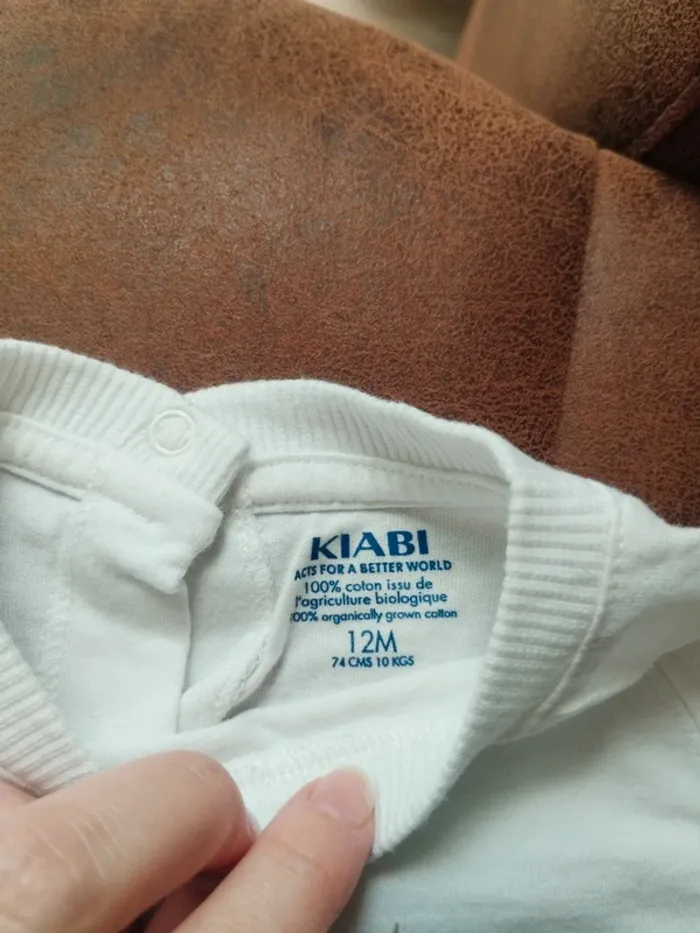 KIABI
ACTS FOR A BETTER WORLD
100% coton issu de
l'agriculture biologique
00% organically grown cotton
12M
74 CMS 10 KGS